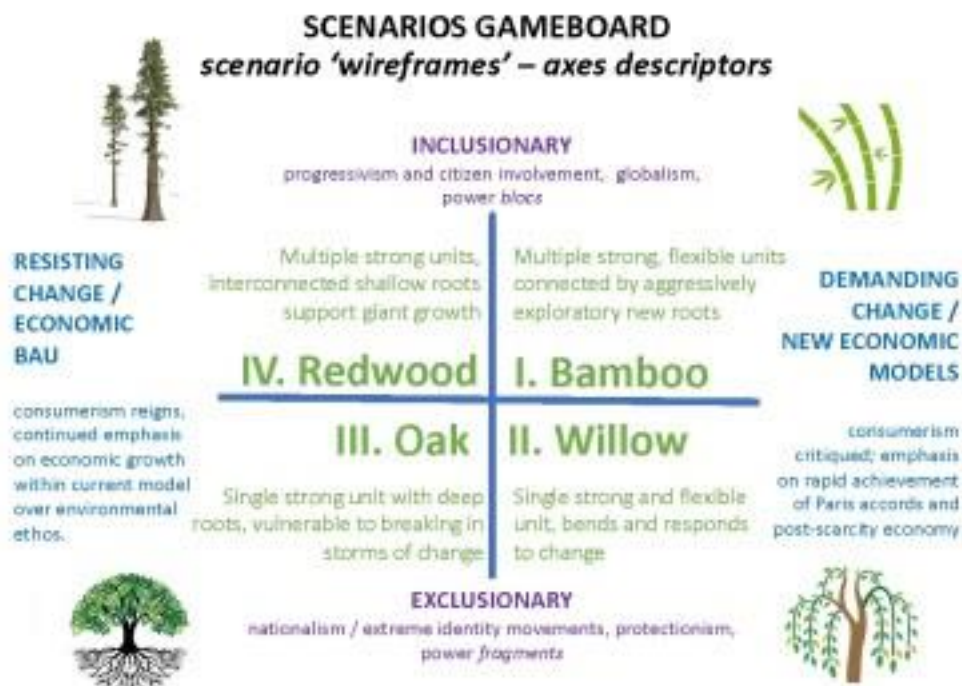 SCENARIOS GAMEBOARD
scenario 'wireframes' – axes descriptors
INCLUSIONARY
progressivism and citizen involvement, globalism,
power blocs
RESISTING
CHANGE /
ECONOMIC
BAU
consumerism reigns,
continued emphasis
on economic growth
within current model
over environmental
ethos.
Multiple strong units,
interconnected shallow roots
support giant growth
IV. Redwood
Multiple strong, flexible units
connected by aggressively
exploratory new roots
I. Bamboo
DEMANDING
CHANGE /
NEW ECONOMIC
MODELS
consumerism
critiqued; emphasis
on rapid achievement
of Paris accords and
post-scarcity economy
III. Oak
Single strong unit with deep
roots, vulnerable to breaking in
storms of change
II. Willow
Single strong and flexible
unit, bends and responds
to change
EXCLUSIONARY
nationalism / extreme identity movements, protectionism,
power fragments